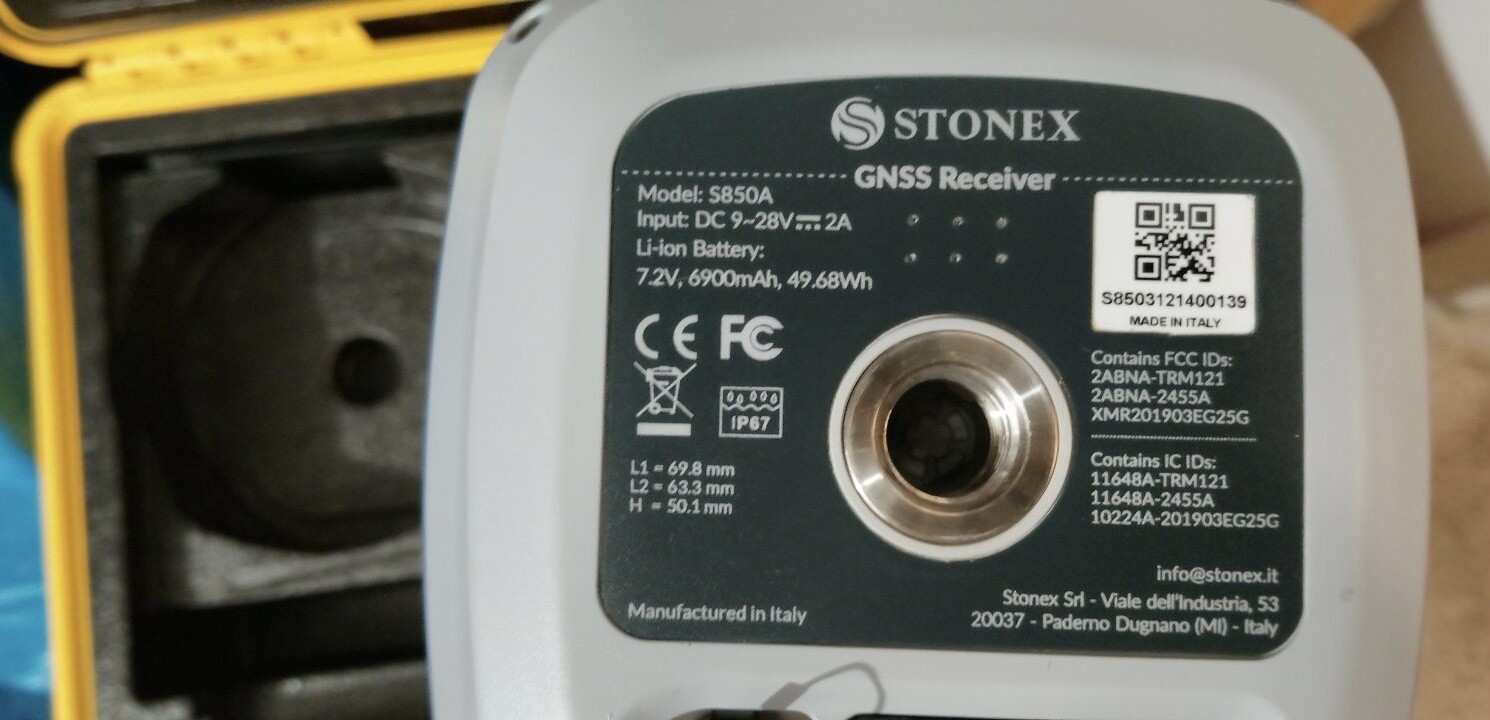 STONEX
GNSS Receiver
Model: S850A
Input: DC 9~28V⎓2A
Li-ion Battery:
7.2V, 6900mAh, 49.68Wh
CE FC
IP67
L1 = 69.8 mm
L2 = 63.3 mm
H = 50.1 mm
Manufactured in Italy
S8503121400139
MADE IN ITALY
Contains FCC IDs:
2ABNA-TRM121
2ABNA-2455A
XMR201903EG25G
Contains IC IDs:
11648A-TRM121
11648A-2455A
10224A-201903EG25G
info@stonex.it
Stonex Srl - Viale dell'Industria, 53
20037 - Paderno Dugnano (MI) - Italy